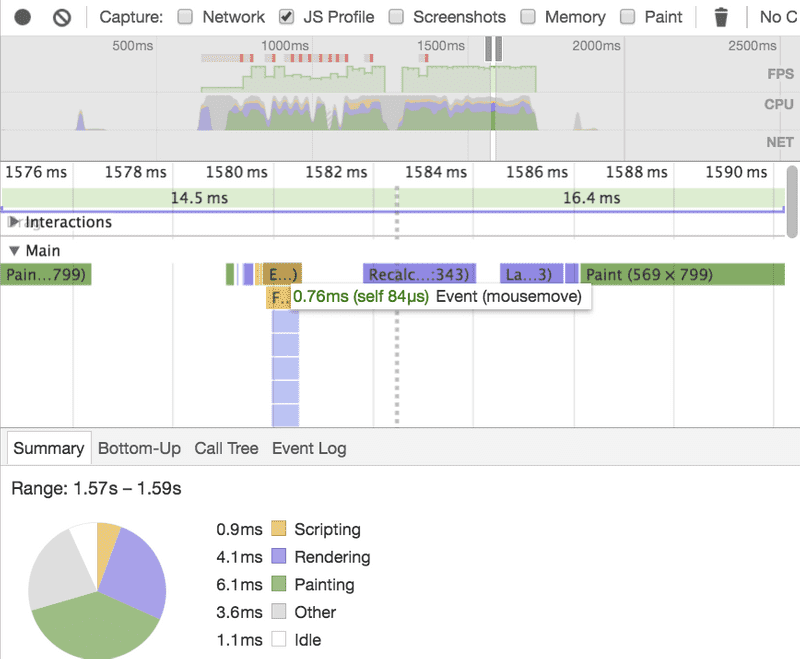 Capture: Network JS Profile Screenshots Memory Paint No C
500ms 1000ms 1500ms 2000ms 2500ms
FPS
CPU
NET
1576 ms 1578 ms 1580 ms 1582 ms 1584 ms 1586 ms 1588 ms 1590 ms
14.5 ms 16.4 ms
Interactions
Main
Pain...799) E...) Recalc...:343) La...3) Paint (569 × 799)
F... 0.76ms (self 84μs) Event (mousemove)
Summary Bottom-Up Call Tree Event Log
Range: 1.57s – 1.59s
0.9ms Scripting
4.1ms Rendering
6.1ms Painting
3.6ms Other
1.1ms Idle